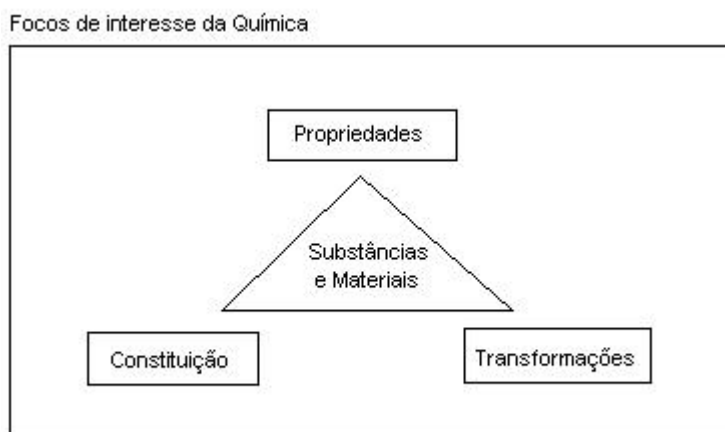 Focos de interesse da Química
Propriedades
Substâncias
e Materiais
Constituição
Transformações